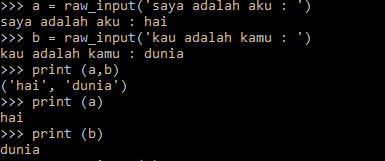 >>> a = raw_input('saya adalah aku : ')
saya adalah aku : hai
>>> b = raw_input('kau adalah kamu : ')
kau adalah kamu : dunia
>>> print (a,b)
('hai', 'dunia')
>>> print (a)
hai
>>> print (b)
dunia